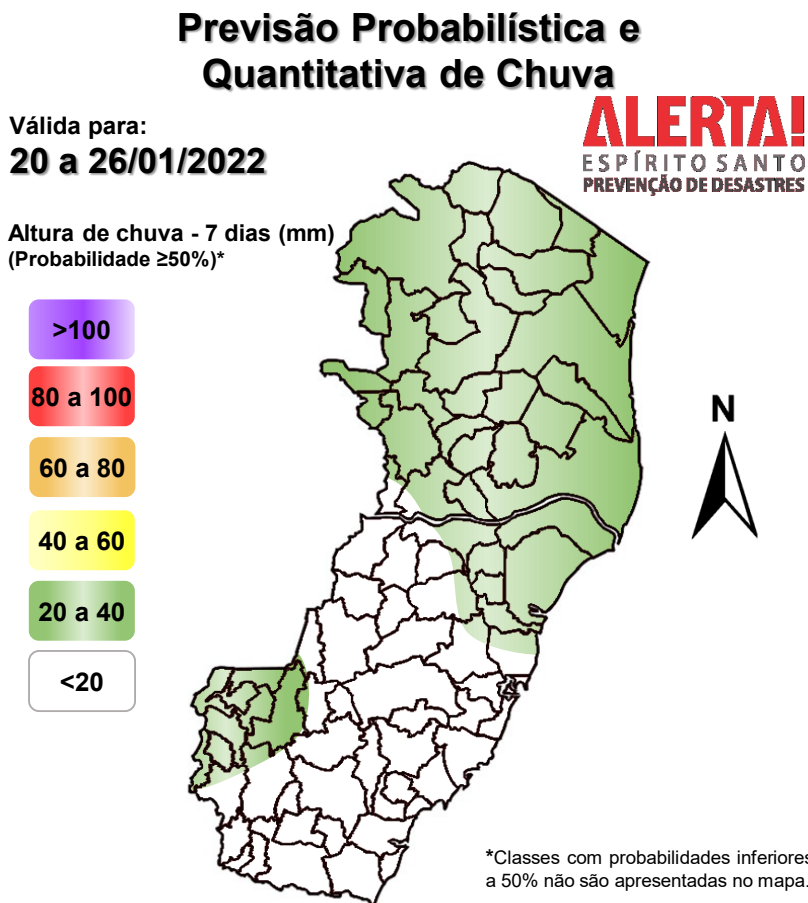 Previsão Probabilística e
Quantitativa de Chuva
Válida para:
20 a 26/01/2022
ALERTA!
ESPÍRITO SANTO
PREVENÇÃO DE DESASTRES
Altura de chuva - 7 dias (mm)
(Probabilidade ≥50%)*
>100
80 a 100
60 a 80
40 a 60
20 a 40
<20
N
*Classes com probabilidades inferiores
a 50% não são apresentadas no mapa.